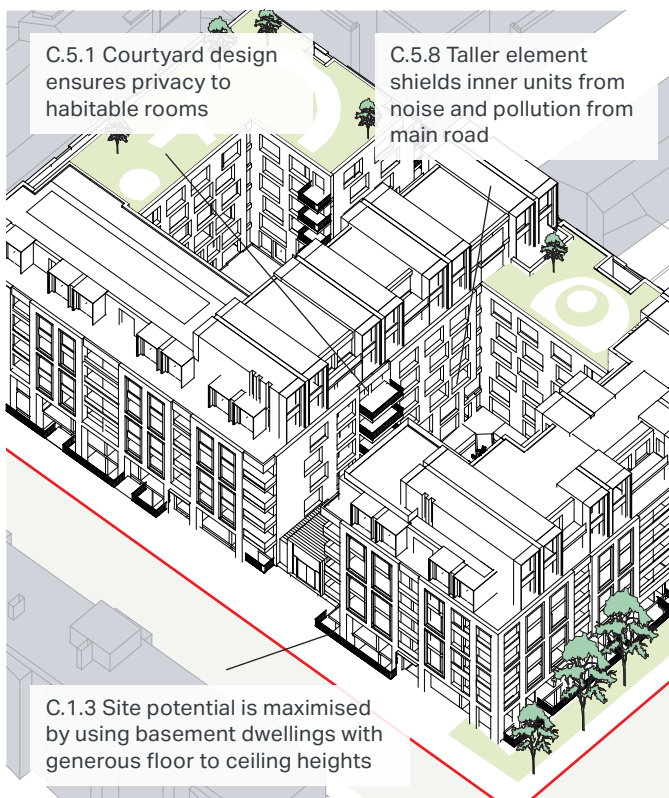 C.5.1 Courtyard design
ensures privacy to
habitable rooms
C.5.8 Taller element
shields inner units from
noise and pollution from
main road
C.1.3 Site potential is maximised
by using basement dwellings with
generous floor to ceiling heights